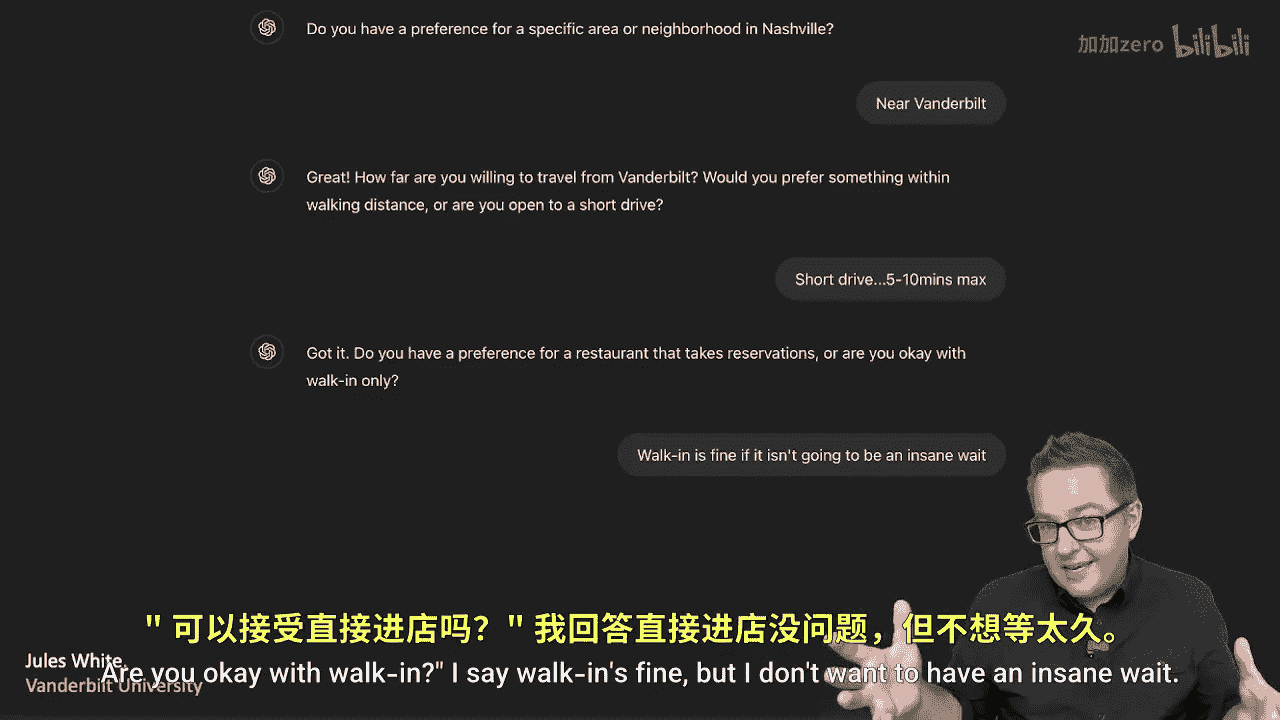 Do you have a preference for a specific area or neighborhood in Nashville?
加加zero bilibili
Near Vanderbilt
Great! How far are you willing to travel from Vanderbilt? Would you prefer something within
walking distance, or are you open to a short drive?
Short drive...5-10mins max
Got it. Do you have a preference for a restaurant that takes reservations, or are you okay with
walk-in only?
Walk-in is fine if it isn't going to be an insane wait
"可以接受直接进店吗？"我回答直接进店没问题，但不想等太久。
Jules White,
Vanderbilt University
Are you okay with walk-in?" I say walk-in's fine, but I don't want to have an insane wait.